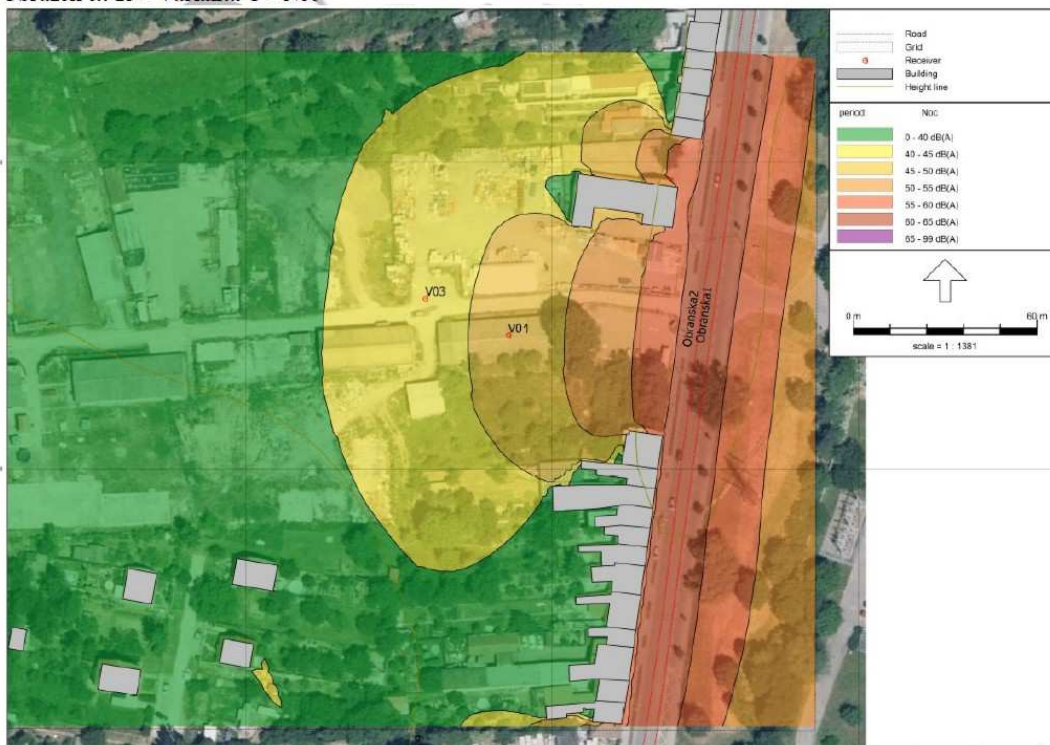 Road
Grid
Receiver
Building
Height line
period Noc
0 - 40 dB(A)
40 - 45 dB(A)
45 - 50 dB(A)
50 - 55 dB(A)
55 - 60 dB(A)
60 - 65 dB(A)
65 - 99 dB(A)
0 m 60 m
scale = 1 : 1381
V03
V01
Obranska2
Obranska1